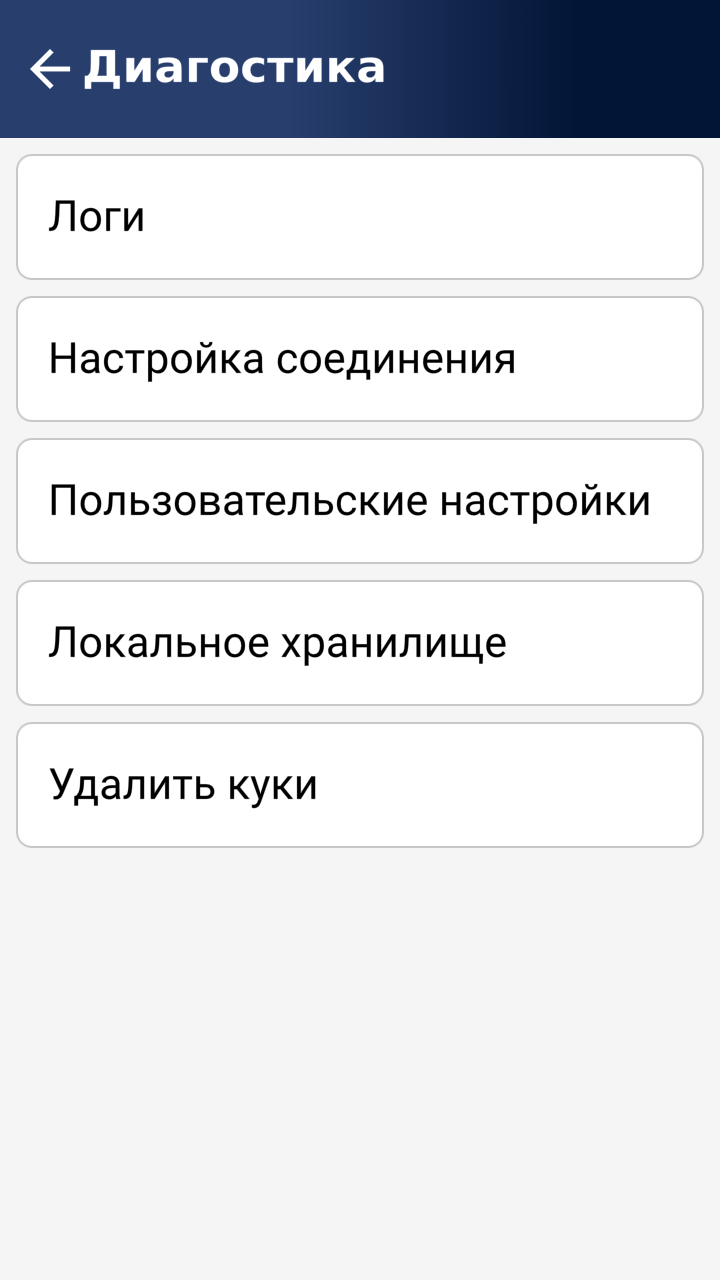 Диагостика
Логи
Настройка соединения
Пользовательские настройки
Локальное хранилище
Удалить куки